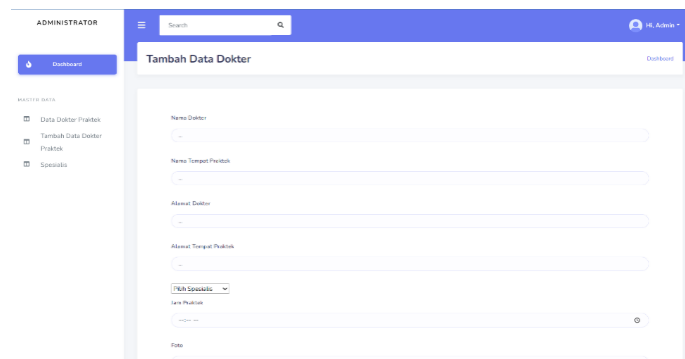 ADMINISTRATOR
Search
Hi, Admin
Dashboard
Tambah Data Dokter
Dashboard
MASTER DATA
Data Dokter Praktek
Tambah Data Dokter
Praktek
Spesialis
Nama Dokter
...
Nama Tempat Praktek
...
Alamat Dokter
...
Alamat Tempat Praktek
...
Pilih Spesialis
Jam Praktek
--:-- --
Foto